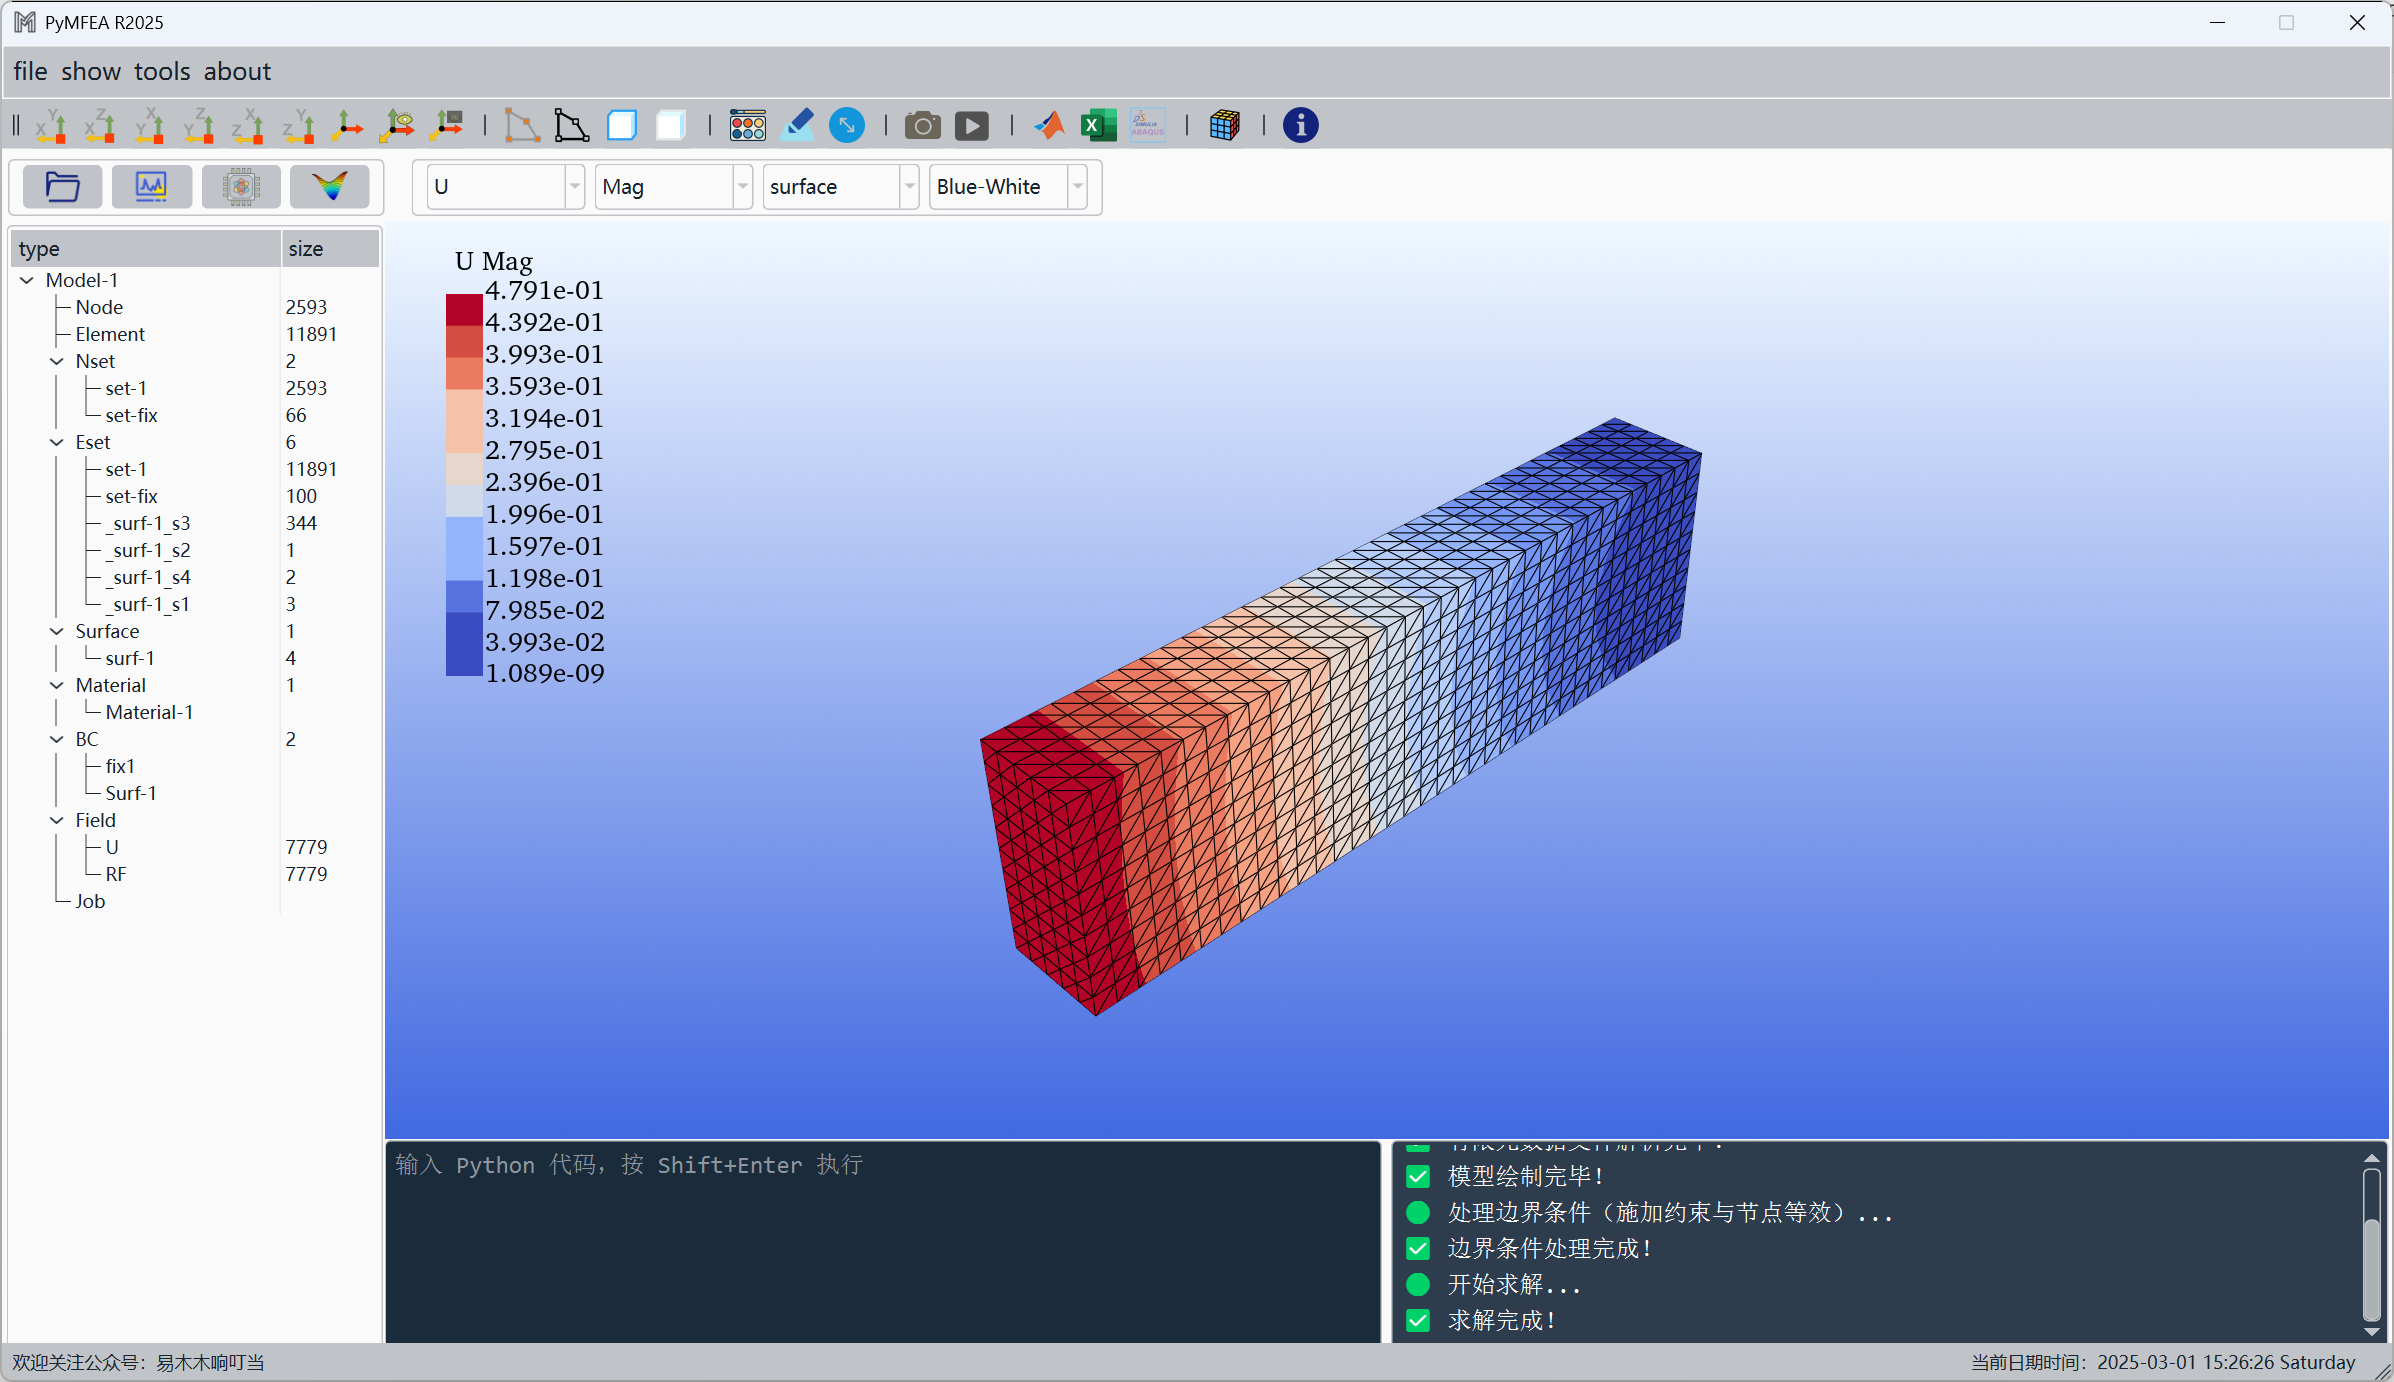 PyMFEA R2025
file show tools about
U Mag surface Blue-White
type size
Model-1
Node 2593
Element 11891
Nset 2
set-1 2593
set-fix 66
Eset 6
set-1 11891
set-fix 100
_surf-1_s3 344
_surf-1_s2 1
_surf-1_s4 2
_surf-1_s1 3
Surface 1
surf-1 4
Material 1
Material-1
BC 2
fix1
Surf-1
Field
U 7779
RF 7779
Job
U Mag
4.791e-01
4.392e-01
3.993e-01
3.593e-01
3.194e-01
2.795e-01
2.396e-01
1.996e-01
1.597e-01
1.198e-01
7.985e-02
3.993e-02
1.089e-09
输入 Python 代码，按 Shift+Enter 执行
模型绘制完毕！
处理边界条件（施加约束与节点等效）...
边界条件处理完成！
开始求解...
求解完成！
欢迎关注公众号：易木木响叮当
当前日期时间：2025-03-01 15:26:26 Saturday